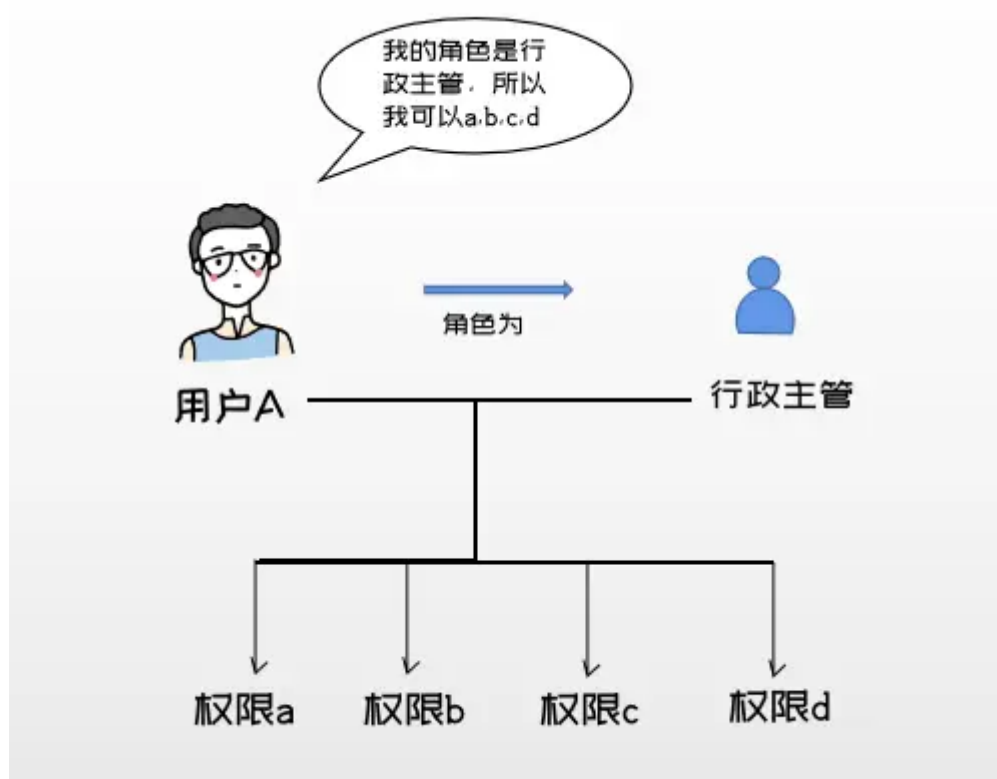 我的角色是行
政主管，所以
我可以a,b,c,d
角色为
用户A
行政主管
权限a
权限b
权限c
权限d